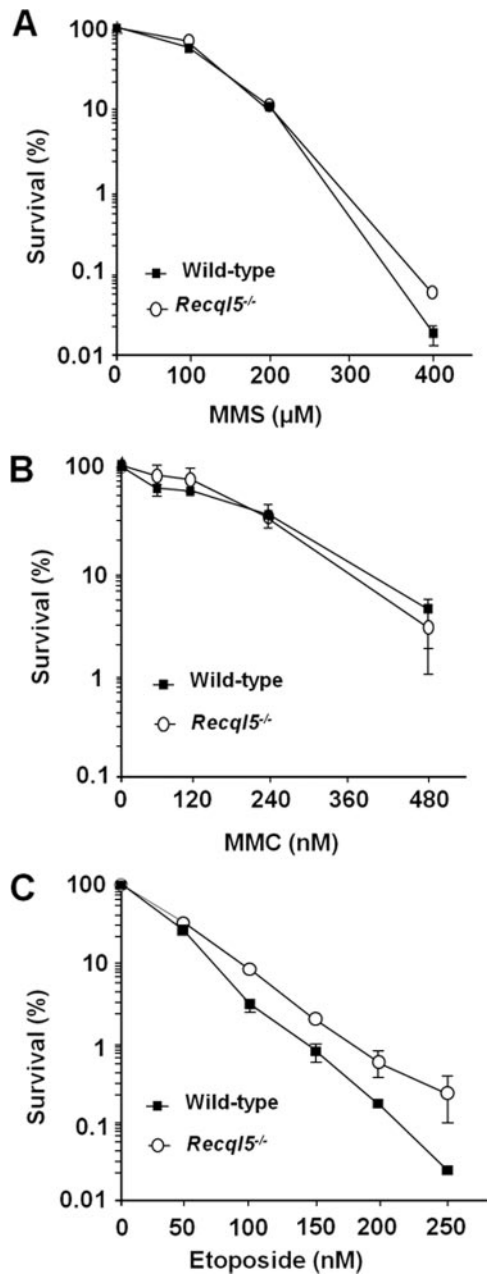 A
100
10
1
0.1
0.01
Survival (%)
Wild-type
Recql5-/-
0
100
200
300
400
MMS (µM)
B
100
10
1
0.1
Survival (%)
Wild-type
Recql5-/-
0
120
240
360
480
MMC (nM)
C
100
10
1
0.1
0.01
Survival (%)
Wild-type
Recql5-/-
0
50
100
150
200
250
Etoposide (nM)